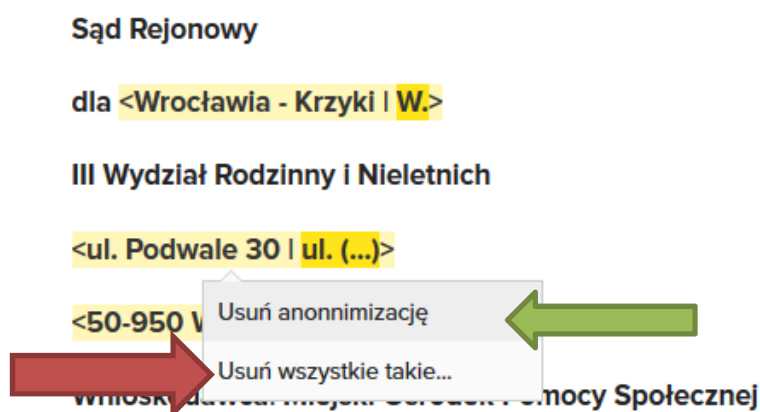 Sąd Rejonowy
dla <Wrocławia - Krzyki | W.>
III Wydział Rodzinny i Nieletnich
<ul. Podwale 30 | ul. (...)>
Usuń anonnimizację
<50-950
Usuń wszystkie takie...
Społecznej